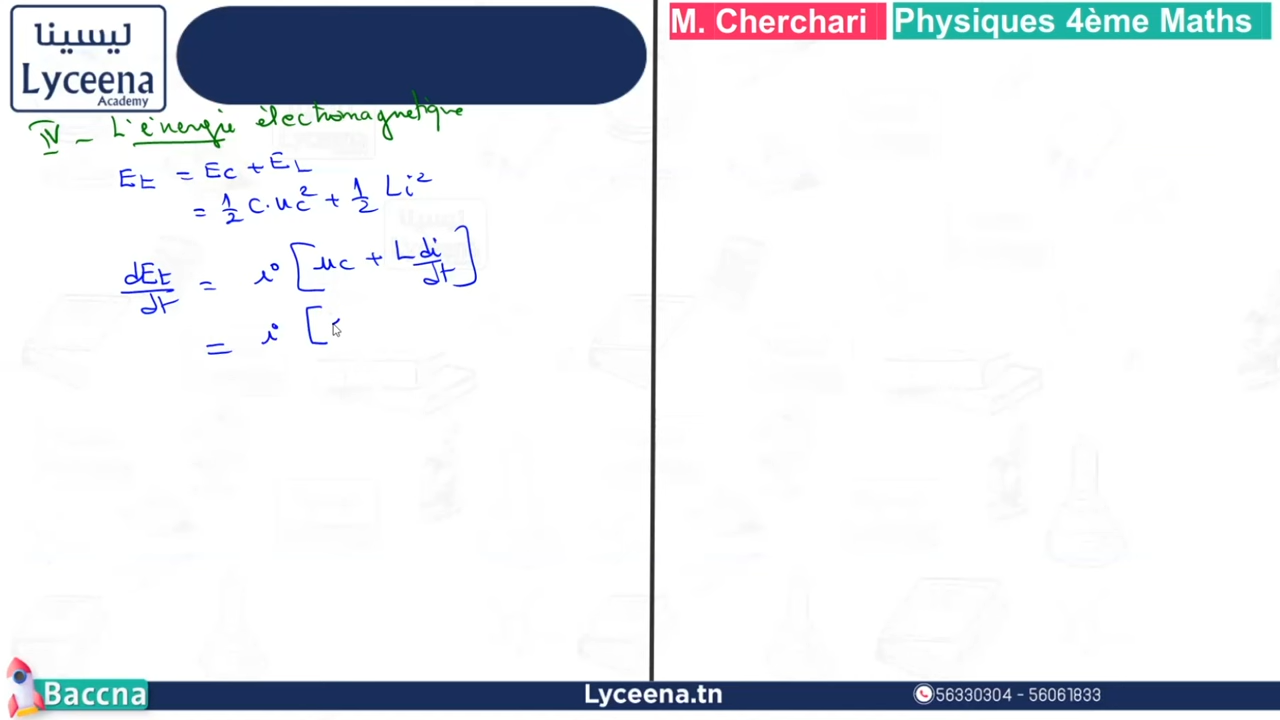 ليسينا
Lyceena
Academy
M. Cherchari Physiques 4ème Maths
IV - L'énergie électromagnetique
Et = Ec + EL
= 1/2 C.uc² + 1/2 Li²
dEt/dt = i [uc + L di/dt]
= i [
Baccna
Lyceena.tn
56330304 - 56061833